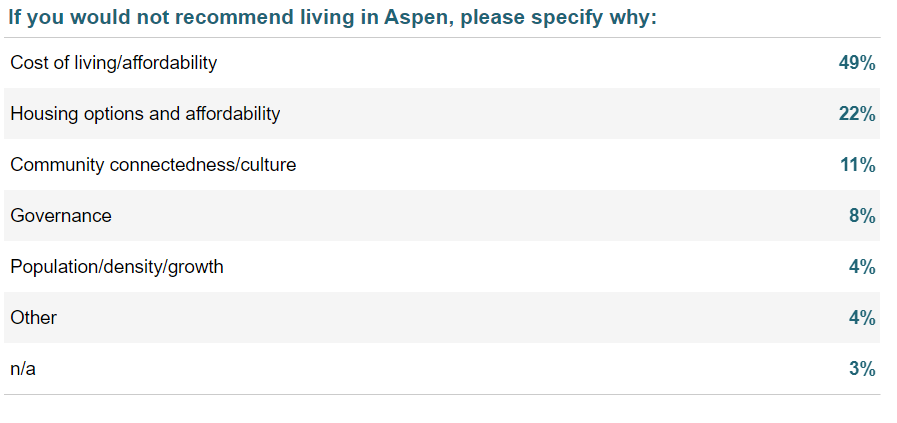 If you would not recommend living in Aspen, please specify why:
Cost of living/affordability 49%
Housing options and affordability 22%
Community connectedness/culture 11%
Governance 8%
Population/density/growth 4%
Other 4%
n/a 3%